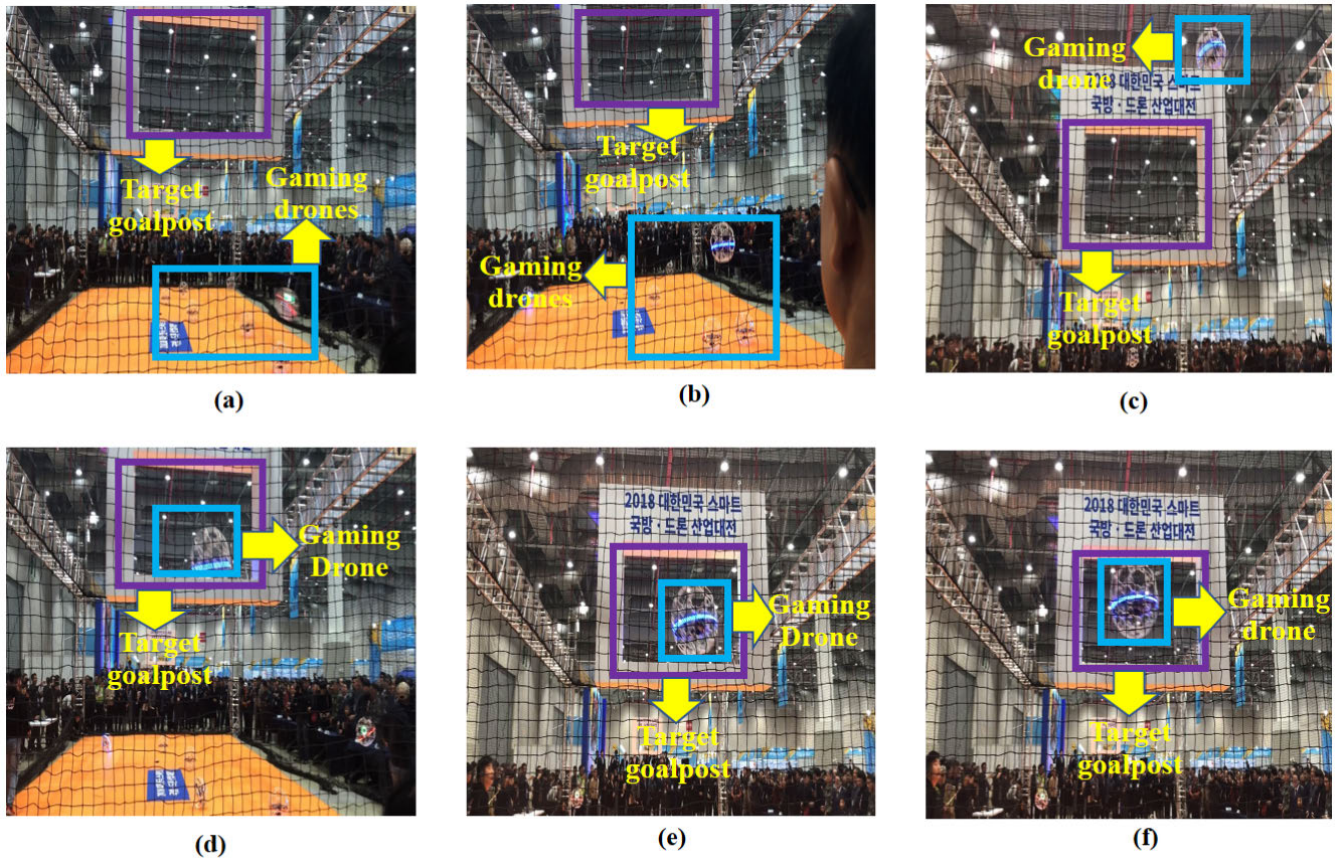 Target
goalpost
Gaming
drones
(a)
Target
goalpost
Gaming
drones
(b)
Gaming
drone
2018 대한민국 스마트
국방·드론 산업대전
Target
goalpost
(c)
Gaming
Drone
Target
goalpost
(d)
2018 대한민국 스마트
국방·드론 산업대전
Gaming
Drone
Target
goalpost
(e)
2018 대한민국 스마트
국방·드론 산업대전
Gaming
drone
Target
goalpost
(f)